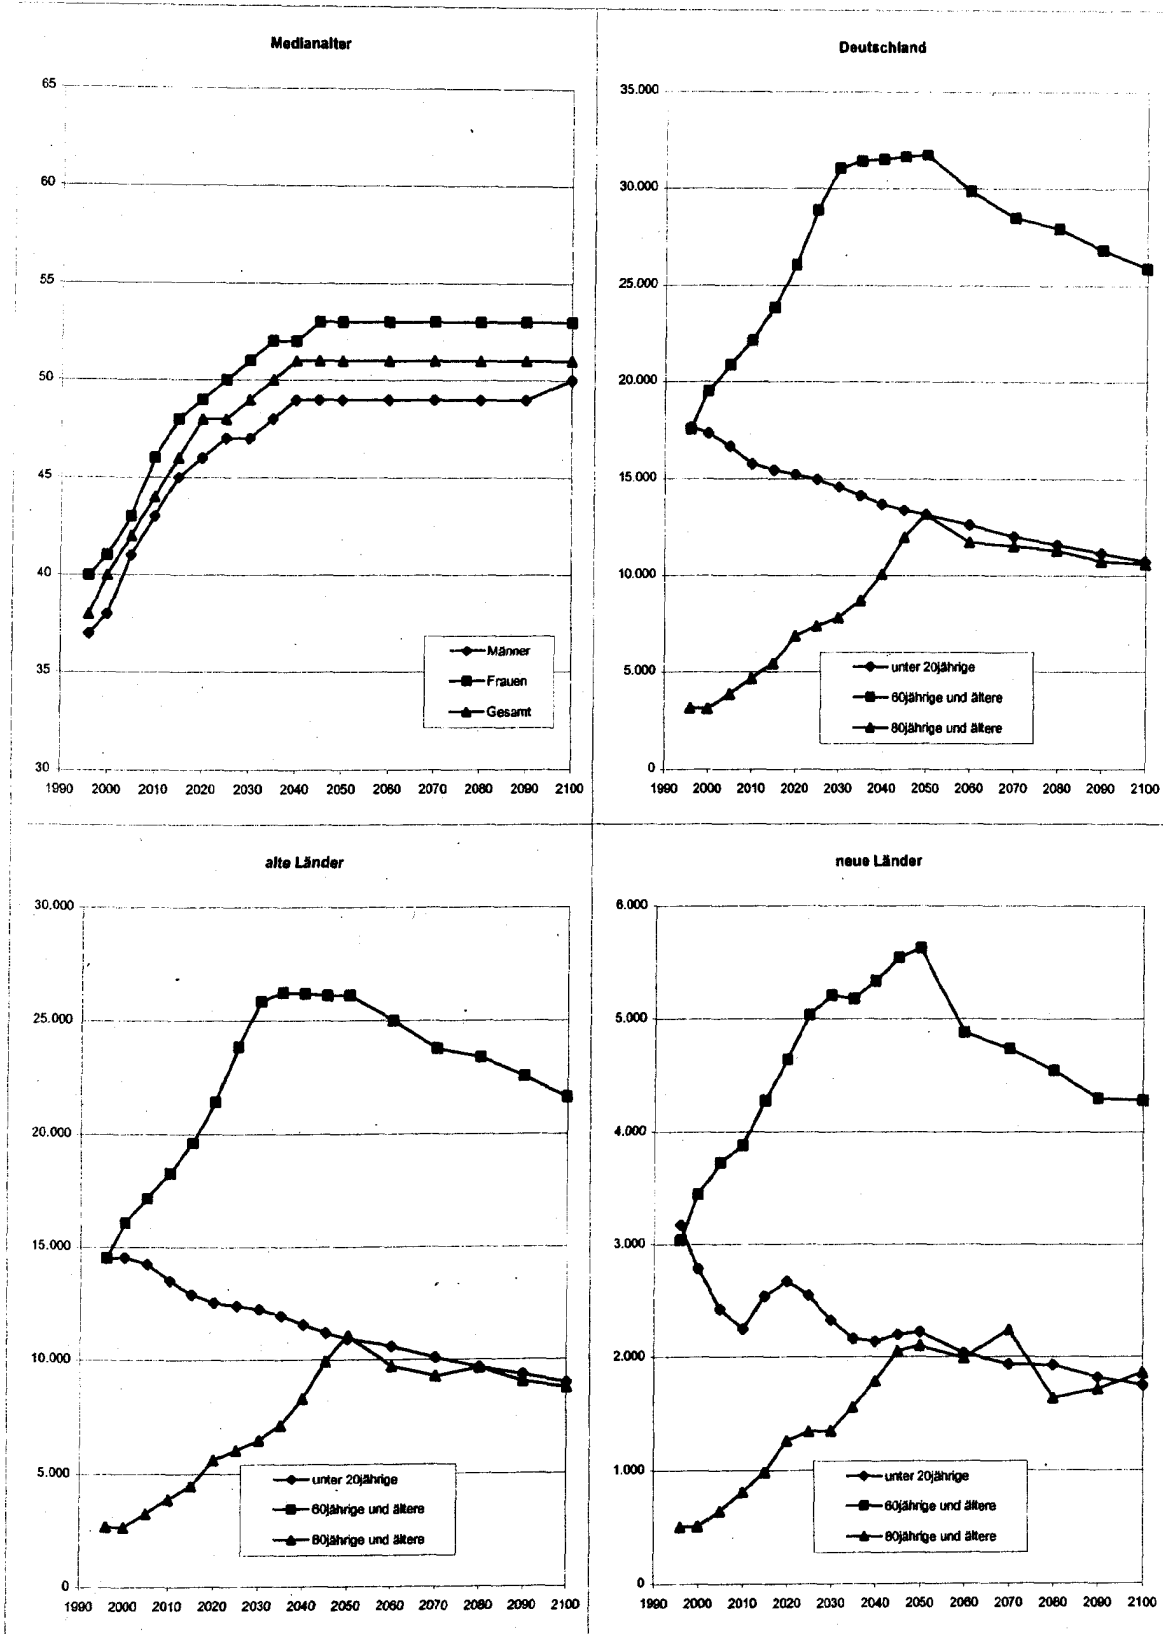 Medianalter
65
60
55
50
45
40
35
30
1990 2000 2010 2020 2030 2040 2050 2060 2070 2080 2090 2100
Männer
Frauen
Gesamt
Deutschland
35.000
30.000
25.000
20.000
15.000
10.000
5.000
0
1990 2000 2010 2020 2030 2040 2050 2060 2070 2080 2090 2100
unter 20jährige
60jährige und ältere
80jährige und ältere
alte Länder
30.000
25.000
20.000
15.000
10.000
5.000
0
1990 2000 2010 2020 2030 2040 2050 2060 2070 2080 2090 2100
unter 20jährige
60jährige und ältere
80jährige und ältere
neue Länder
6.000
5.000
4.000
3.000
2.000
1.000
0
1990 2000 2010 2020 2030 2040 2050 2060 2070 2080 2090 2100
unter 20jährige
60jährige und ältere
80jährige und ältere